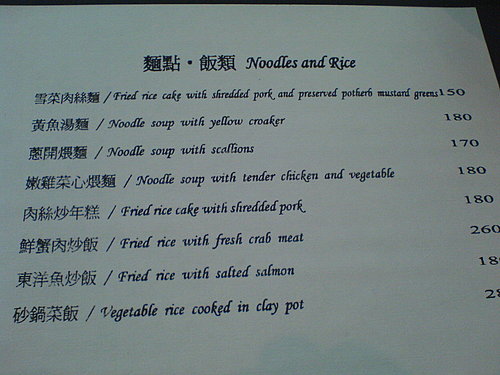 麵點・飯類 Noodles and Rice
雪菜肉絲麵 / Fried rice cake with shredded pork and preserved potherb mustard greens 150
黃魚湯麵 / Noodle soup with yellow croaker 180
蔥開煨麵 / Noodle soup with scallions 170
嫩雞菜心煨麵 / Noodle soup with tender chicken and vegetable 180
肉絲炒年糕 / Fried rice cake with shredded pork 180
鮮蟹肉炒飯 / Fried rice with fresh crab meat 260
東洋魚炒飯 / Fried rice with salted salmon
砂鍋菜飯 / Vegetable rice cooked in clay pot